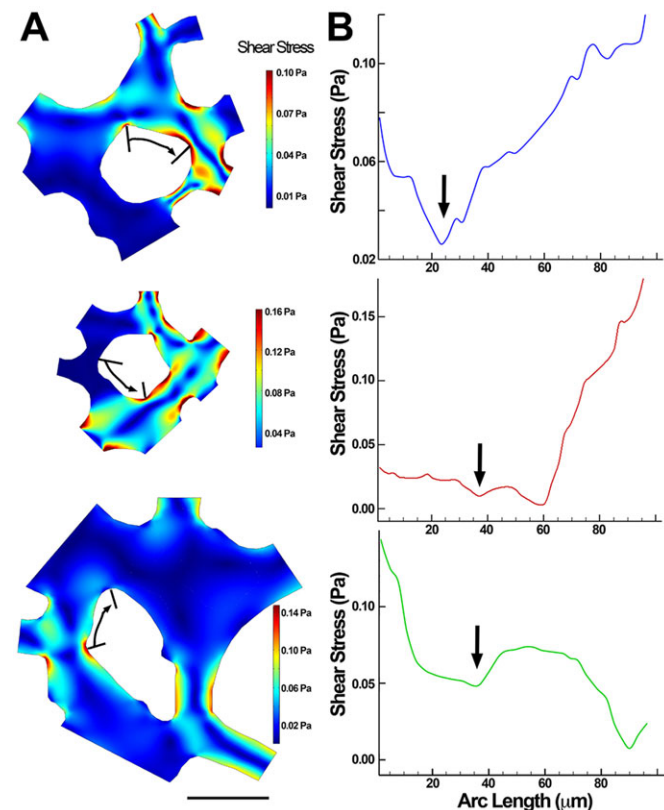 A
Shear Stress
0.10 Pa
0.07 Pa
0.04 Pa
0.01 Pa
0.16 Pa
0.12 Pa
0.08 Pa
0.04 Pa
0.14 Pa
0.10 Pa
0.06 Pa
0.02 Pa
B
Shear Stress (Pa)
0.10
0.06
0.02
20 40 60 80
Shear Stress (Pa)
0.15
0.10
0.05
0.00
20 40 60 80
Shear Stress (Pa)
0.10
0.05
0.00
20 40 60 80
Arc Length (μm)